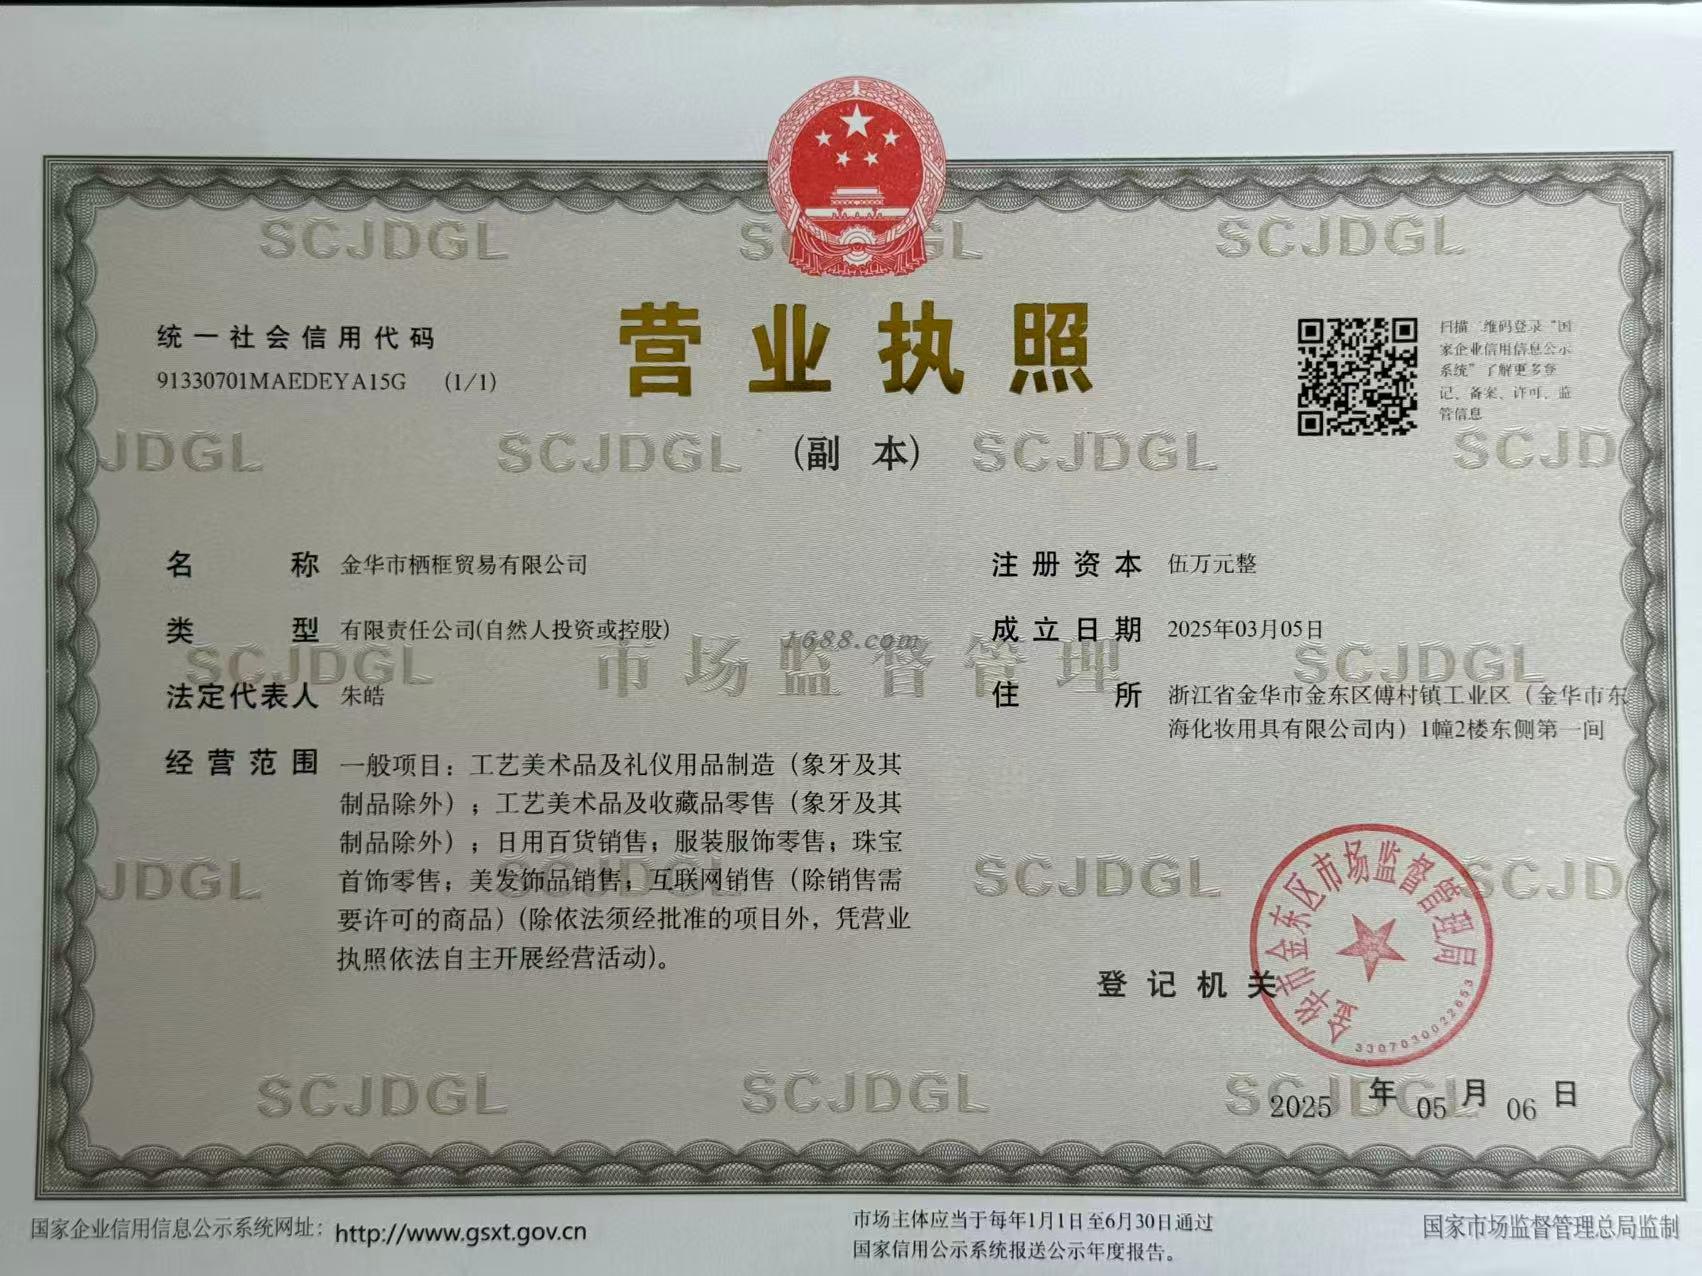 SCJDGL SCJDGL SCJDGL
统一社会信用代码
91330701MAEDEYA15G (1/1)
营业执照
(副 本)
扫描二维码登录“国
家企业信用信息公示
系统”了解更多登
记、备案、许可、监
管信息
JDGL SCJDGL SCJDGL SCJD
名称 金华市栖框贸易有限公司
类型 有限责任公司(自然人投资或控股)
法定代表人 朱皓
经营范围 一般项目：工艺美术品及礼仪用品制造（象牙及其
制品除外）；工艺美术品及收藏品零售（象牙及其
制品除外）；日用百货销售；服装服饰零售；珠宝
首饰零售；美发饰品销售；互联网销售（除销售需
要许可的商品）(除依法须经批准的项目外，凭营业
执照依法自主开展经营活动)。
注册资本 伍万元整
成立日期 2025年03月05日
住所 浙江省金华市金东区傅村镇工业区（金华市东
海化妆用具有限公司内）1幢2楼东侧第一间
1688.com
SCJDGL 市场监督管理 SCJDGL
JDGL SCJDGL SCJDGL SCJD
登记机关
金华市金东区市场监督管理局
3307030022653
2025年05月06日
SCJDGL SCJDGL SCJDGL
国家企业信用信息公示系统网址：http://www.gsxt.gov.cn
市场主体应当于每年1月1日至6月30日通过
国家信用公示系统报送公示年度报告。
国家市场监督管理总局监制